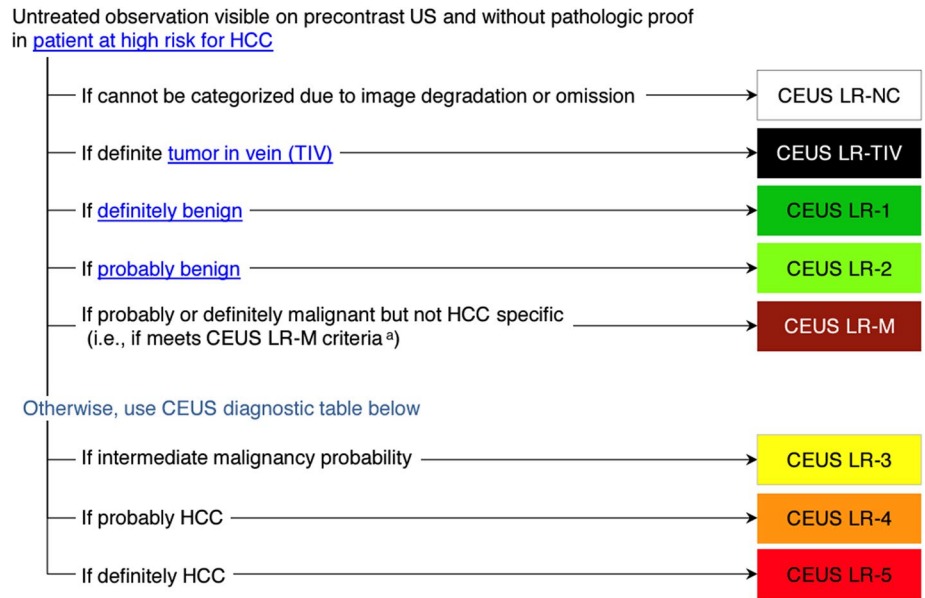 Untreated observation visible on precontrast US and without pathologic proof
in patient at high risk for HCC
If cannot be categorized due to image degradation or omission
CEUS LR-NC
If definite tumor in vein (TIV)
CEUS LR-TIV
If definitely benign
CEUS LR-1
If probably benign
CEUS LR-2
If probably or definitely malignant but not HCC specific
(i.e., if meets CEUS LR-M criteria a)
CEUS LR-M
Otherwise, use CEUS diagnostic table below
If intermediate malignancy probability
CEUS LR-3
If probably HCC
CEUS LR-4
If definitely HCC
CEUS LR-5